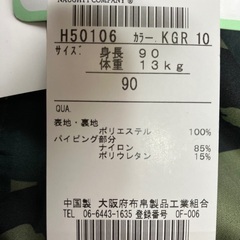 COMPANY ®
H50106 カラー KGR 10
サイズ:
身長 90
体重 13kg
90
QUA.
表地・裏地
ポリエステル 100%
パイピング部分
ナイロン 85%
ポリウレタン 15%
中国製 大阪府布帛製品工業組合
TEL 06-6443-1635 登録番号 OF-006